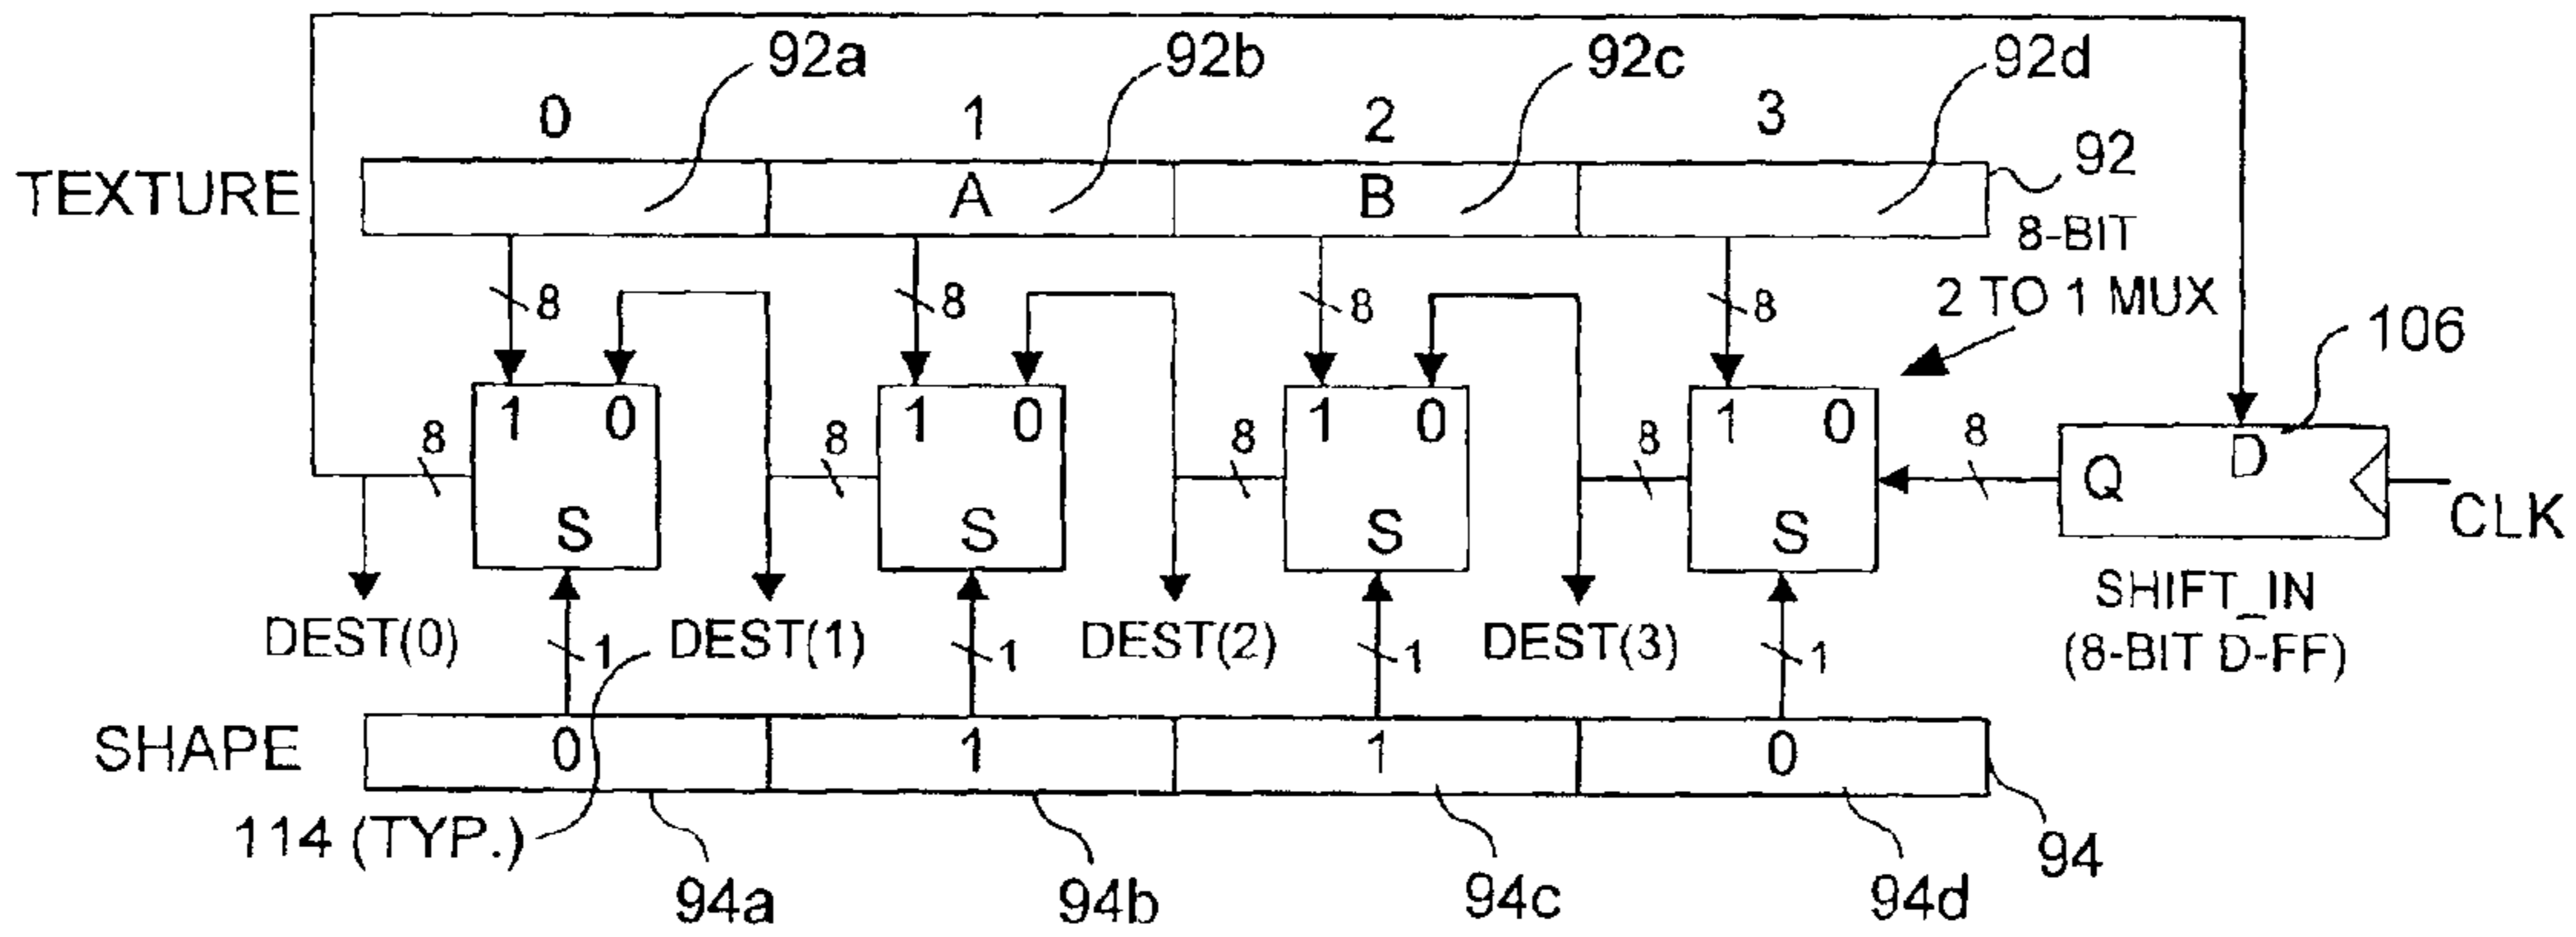 92a 92b 92c 92d
0 1 2 3
92
TEXTURE A B
8-BIT
2 TO 1 MUX
8 8 8 8
106
1 0 1 0 1 0 1 0
8 8 8 8 8
Q D
CLK
S S S S
SHIFT_IN
(8-BIT D-FF)
DEST(0) DEST(1) DEST(2) DEST(3)
1 1 1 1
SHAPE 0 1 1 0
114 (TYP.)
94
94a 94b 94c 94d